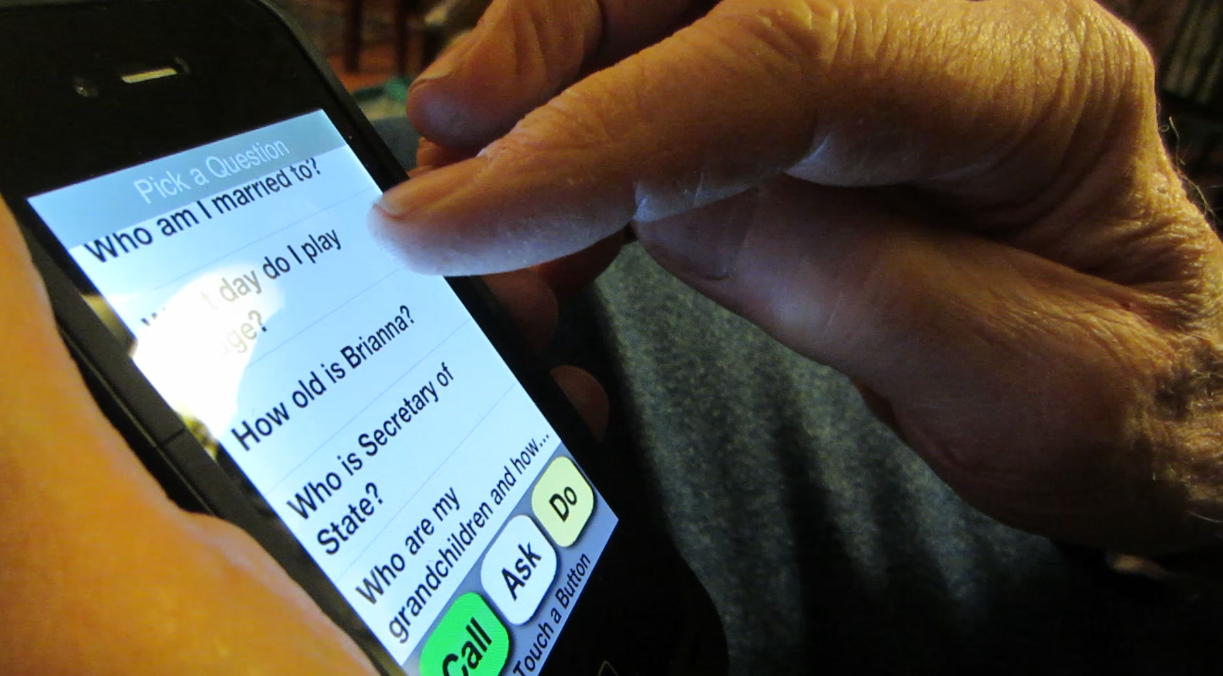 Pick a Question
Who am I married to?
day do I play
How old is Brianna?
Who is Secretary of
State?
Who are my
grandchildren and how...
Call
Ask
Do
Touch a Button